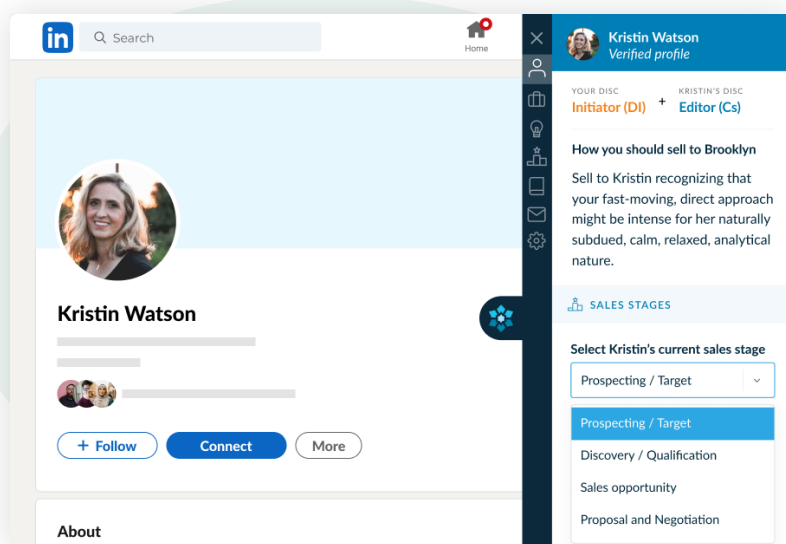 in
Search
Home
Kristin Watson
+ Follow
Connect
More
About
Kristin Watson
Verified profile
YOUR DISC
Initiator (DI)
+
KRISTIN'S DISC
Editor (Cs)
How you should sell to Brooklyn
Sell to Kristin recognizing that
your fast-moving, direct approach
might be intense for her naturally
subdued, calm, relaxed, analytical
nature.
SALES STAGES
Select Kristin's current sales stage
Prospecting / Target
Prospecting / Target
Discovery / Qualification
Sales opportunity
Proposal and Negotiation